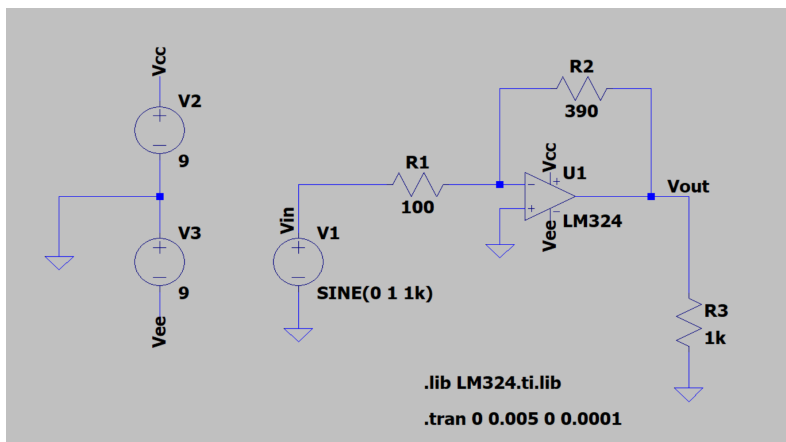 Vcc
V2
9
V3
9
Vee
Vin
V1
SINE(0 1 1k)
R1
100
R2
390
Vcc
U1
LM324
Vee
Vout
R3
1k
.lib LM324.ti.lib
.tran 0 0.005 0 0.0001